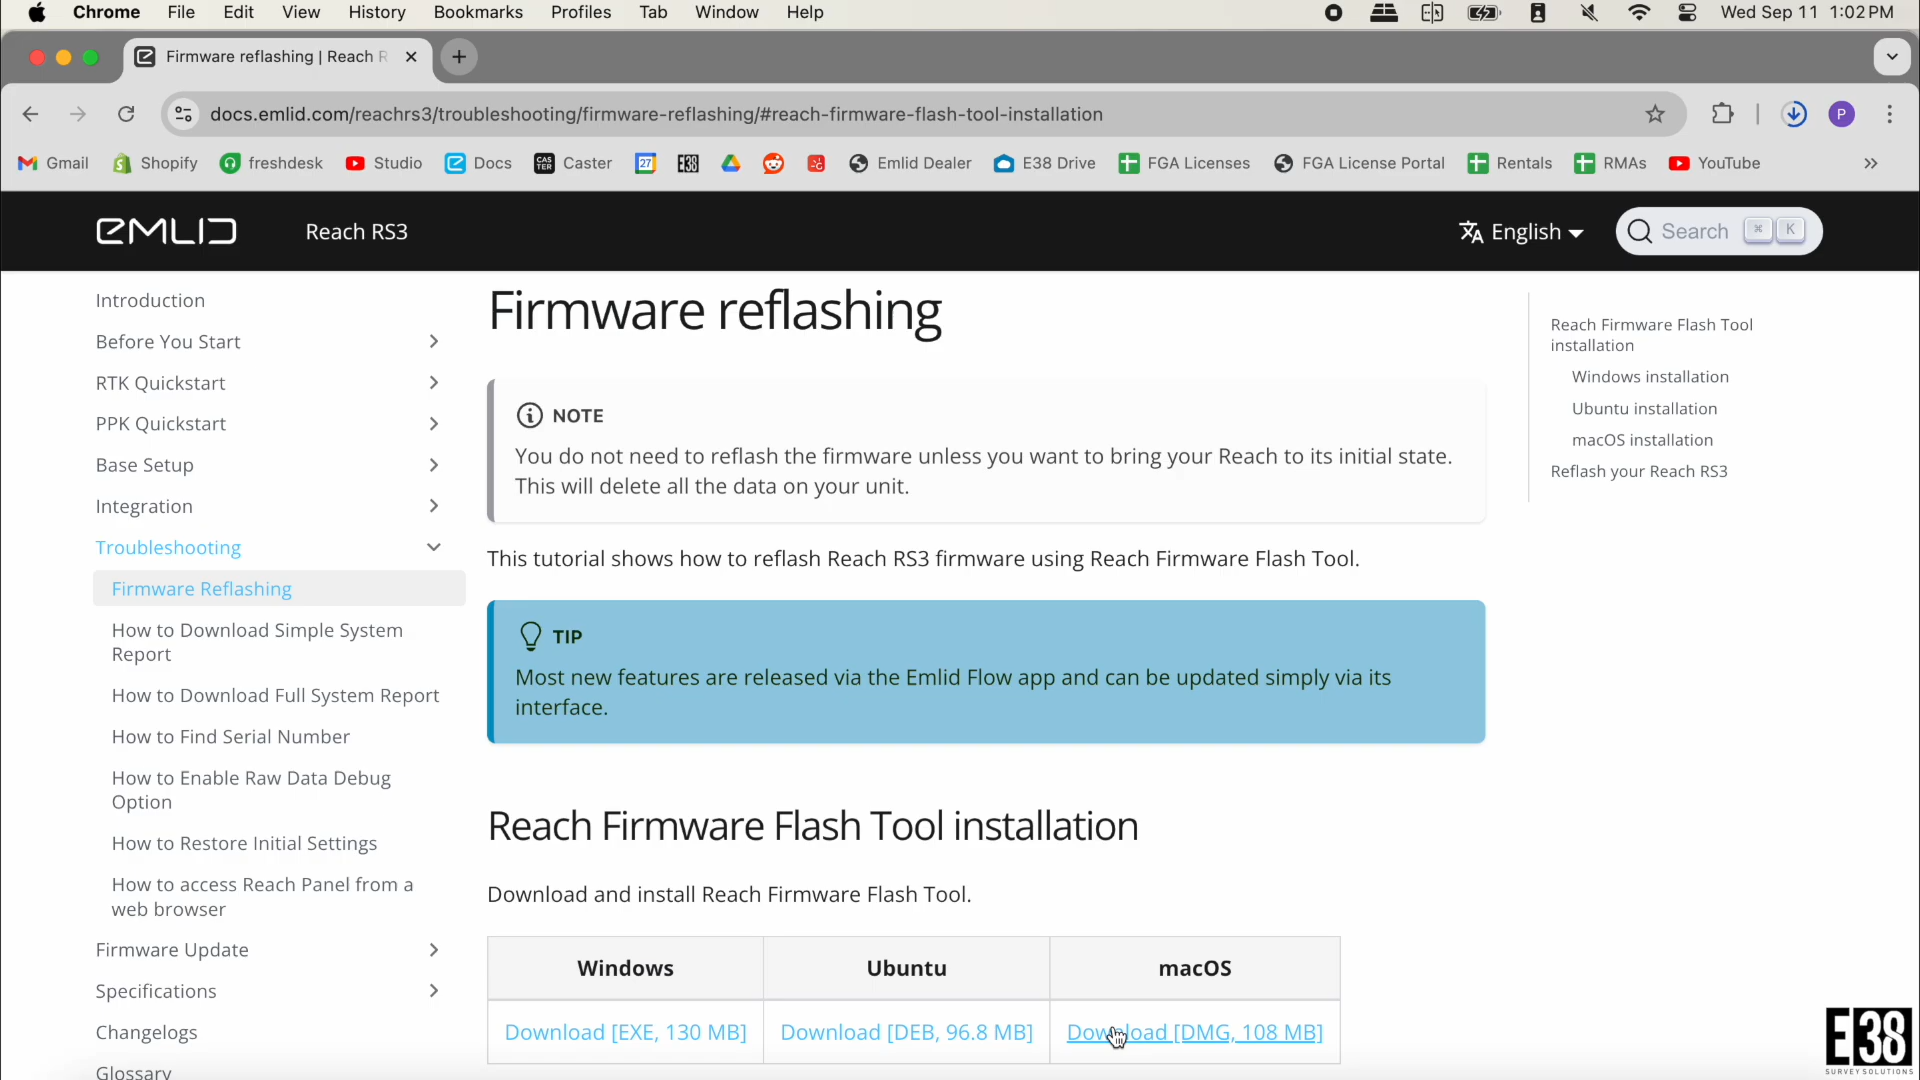 Chrome File Edit View History Bookmarks Profiles Tab Window Help Wed Sep 11 1:02 PM
Firmware reflashing | Reach R
docs.emlid.com/reachrs3/troubleshooting/firmware-reflashing/#reach-firmware-flash-tool-installation P
Gmail Shopify freshdesk Studio Docs CASTER Caster 27 E38 Emlid Dealer E38 Drive FGA Licenses FGA License Portal Rentals RMAs YouTube
EMLID Reach RS3 English Search ⌘ K
Introduction
Before You Start
RTK Quickstart
PPK Quickstart
Base Setup
Integration
Troubleshooting
Firmware Reflashing
How to Download Simple System
Report
How to Download Full System Report
How to Find Serial Number
How to Enable Raw Data Debug
Option
How to Restore Initial Settings
How to access Reach Panel from a
web browser
Firmware Update
Specifications
Changelogs
Glossary
Firmware reflashing
NOTE
You do not need to reflash the firmware unless you want to bring your Reach to its initial state.
This will delete all the data on your unit.
This tutorial shows how to reflash Reach RS3 firmware using Reach Firmware Flash Tool.
TIP
Most new features are released via the Emlid Flow app and can be updated simply via its
interface.
Reach Firmware Flash Tool installation
Download and install Reach Firmware Flash Tool.
Windows Ubuntu macOS
Download [EXE, 130 MB] Download [DEB, 96.8 MB] Download [DMG, 108 MB]
Reach Firmware Flash Tool
installation
Windows installation
Ubuntu installation
macOS installation
Reflash your Reach RS3
E38
SURVEY SOLUTIONS